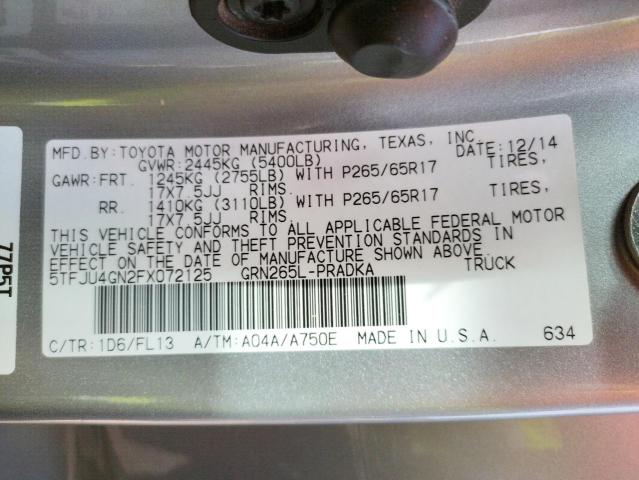 MFD.BY:TOYOTA MOTOR MANUFACTURING, TEXAS, INC. DATE:12/14
GVWR:2445KG (5400LB)
GAWR:FRT. 1245KG (2755LB) WITH P265/65R17 TIRES,
17X7.5JJ RIMS.
RR. 1410KG (3110LB) WITH P265/65R17 TIRES,
17X7.5JJ RIMS.
THIS VEHICLE CONFORMS TO ALL APPLICABLE FEDERAL MOTOR
VEHICLE SAFETY AND THEFT PREVENTION STANDARDS IN
EFFECT ON THE DATE OF MANUFACTURE SHOWN ABOVE.
5TFJU4GN2FX072125 GRN265L-PRADKA TRUCK
C/TR:1D6/FL13 A/TM:A04A/A750E MADE IN U.S.A. 634